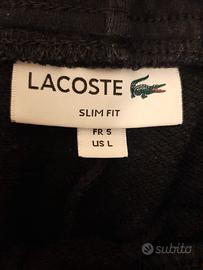 LACOSTE
SLIM FIT
FR 5
US L
subito